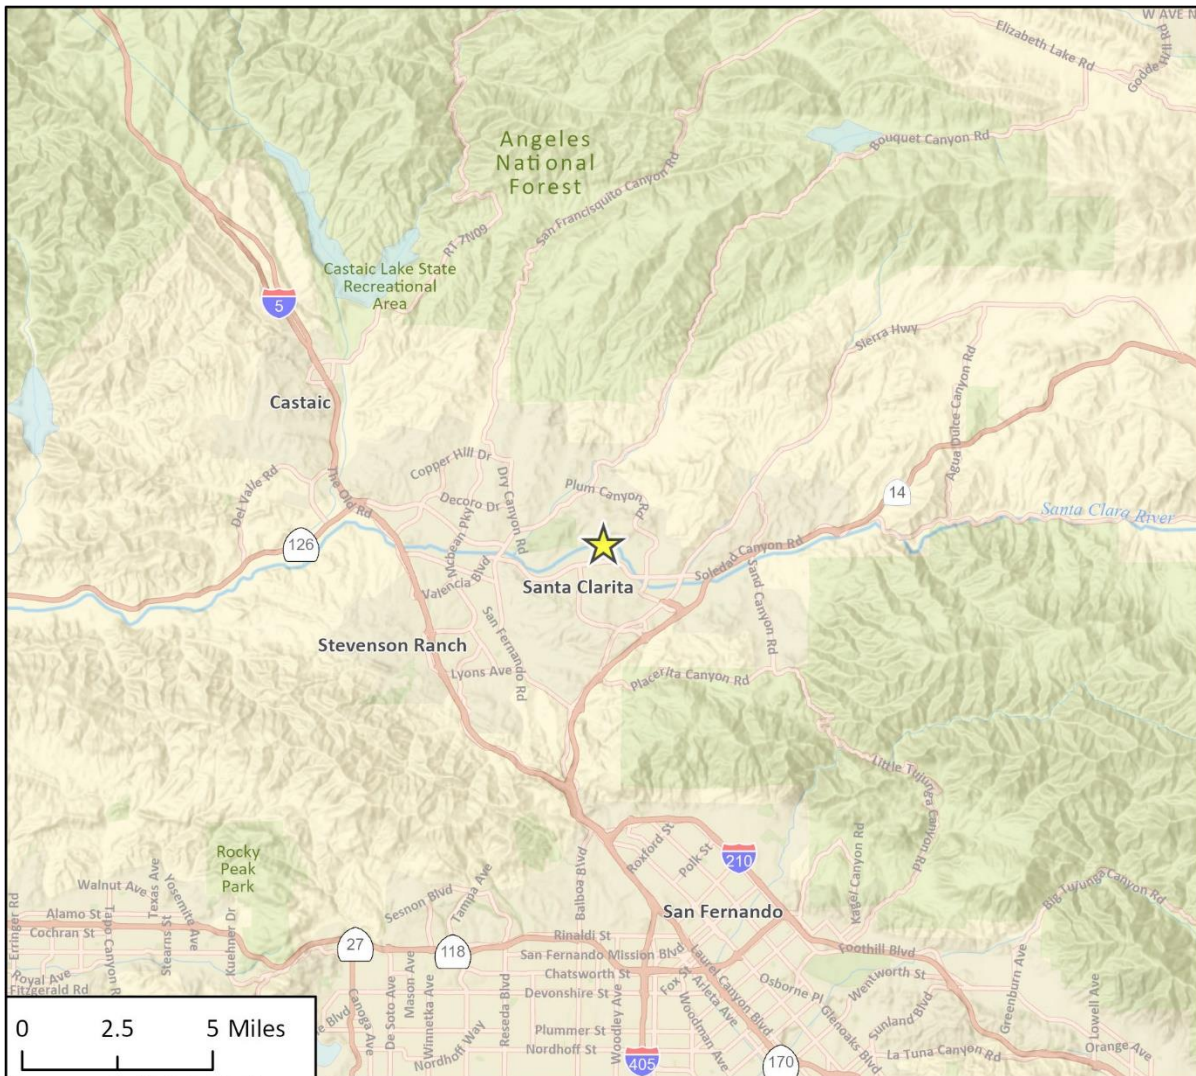 W AVE N
Elizabeth Lake Rd
Godde Hill Rd
Angeles
National
Forest
Bouquet Canyon Rd
San Francisquito Canyon Rd
RT 7N09
Castaic Lake State
Recreational
Area
5
Sierra Hwy
Agua Dulce Canyon Rd
Castaic
Copper Hill Dr
Dry Canyon Rd
Del Valle Rd
The Old Rd
Decoro Dr
Plum Canyon Rd
14
Santa Clara River
126
Mcbean Pky
Valencia Blvd
Soledad Canyon Rd
Sand Canyon Rd
Santa Clarita
San Fernando Rd
Stevenson Ranch
Lyons Ave
Placerita Canyon Rd
Little Tujunga Canyon Rd
Rocky
Peak
Park
Roxford St
Polk St
210
Balboa Blvd
Kagel Canyon Rd
Big Tujunga Canyon Rd
Walnut Ave
Texas Ave
Yosemite Ave
Sesnon Blvd
Tampa Ave
San Fernando
Erringer Rd
Alamo St
Cochran St
Tapo Canyon R
Stearns St
Kuehner Dr
27
118
Rinaldi St
San Fernando Mission Blvd
Chatsworth St
Devonshire St
Laurel Canyon Blvd
Foothill Blvd
Royal Ave
Fitzgerald Rd
Canoga Ave
De Soto Ave
Mason Ave
Winnetka Ave
Reseda Blvd
Woodley Ave
Fox St
Arleta Ave
Woodman Ave
Osborne Pl
Wentworth St
Glenoaks Blvd
Sunland Blvd
Greenburn Ave
Lowell Ave
Nordhoff Way
Plummer St
Nordhoff St
405
170
La Tuna Canyon Rd
Orange Ave
e Blvd
0 2.5 5 Miles